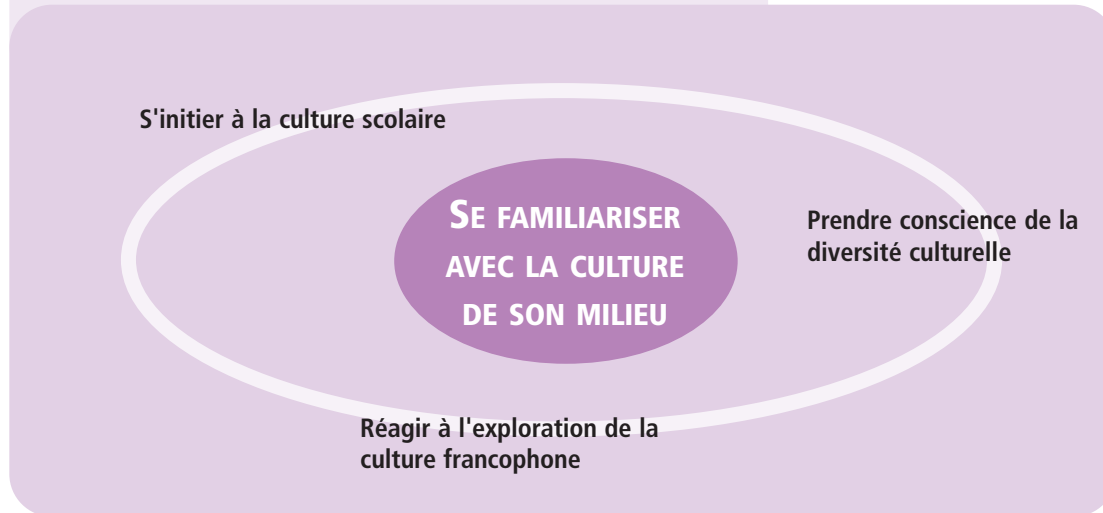 S'initier à la culture scolaire
SE FAMILIARISER
AVEC LA CULTURE
DE SON MILIEU
Prendre conscience de la
diversité culturelle
Réagir à l'exploration de la
culture francophone